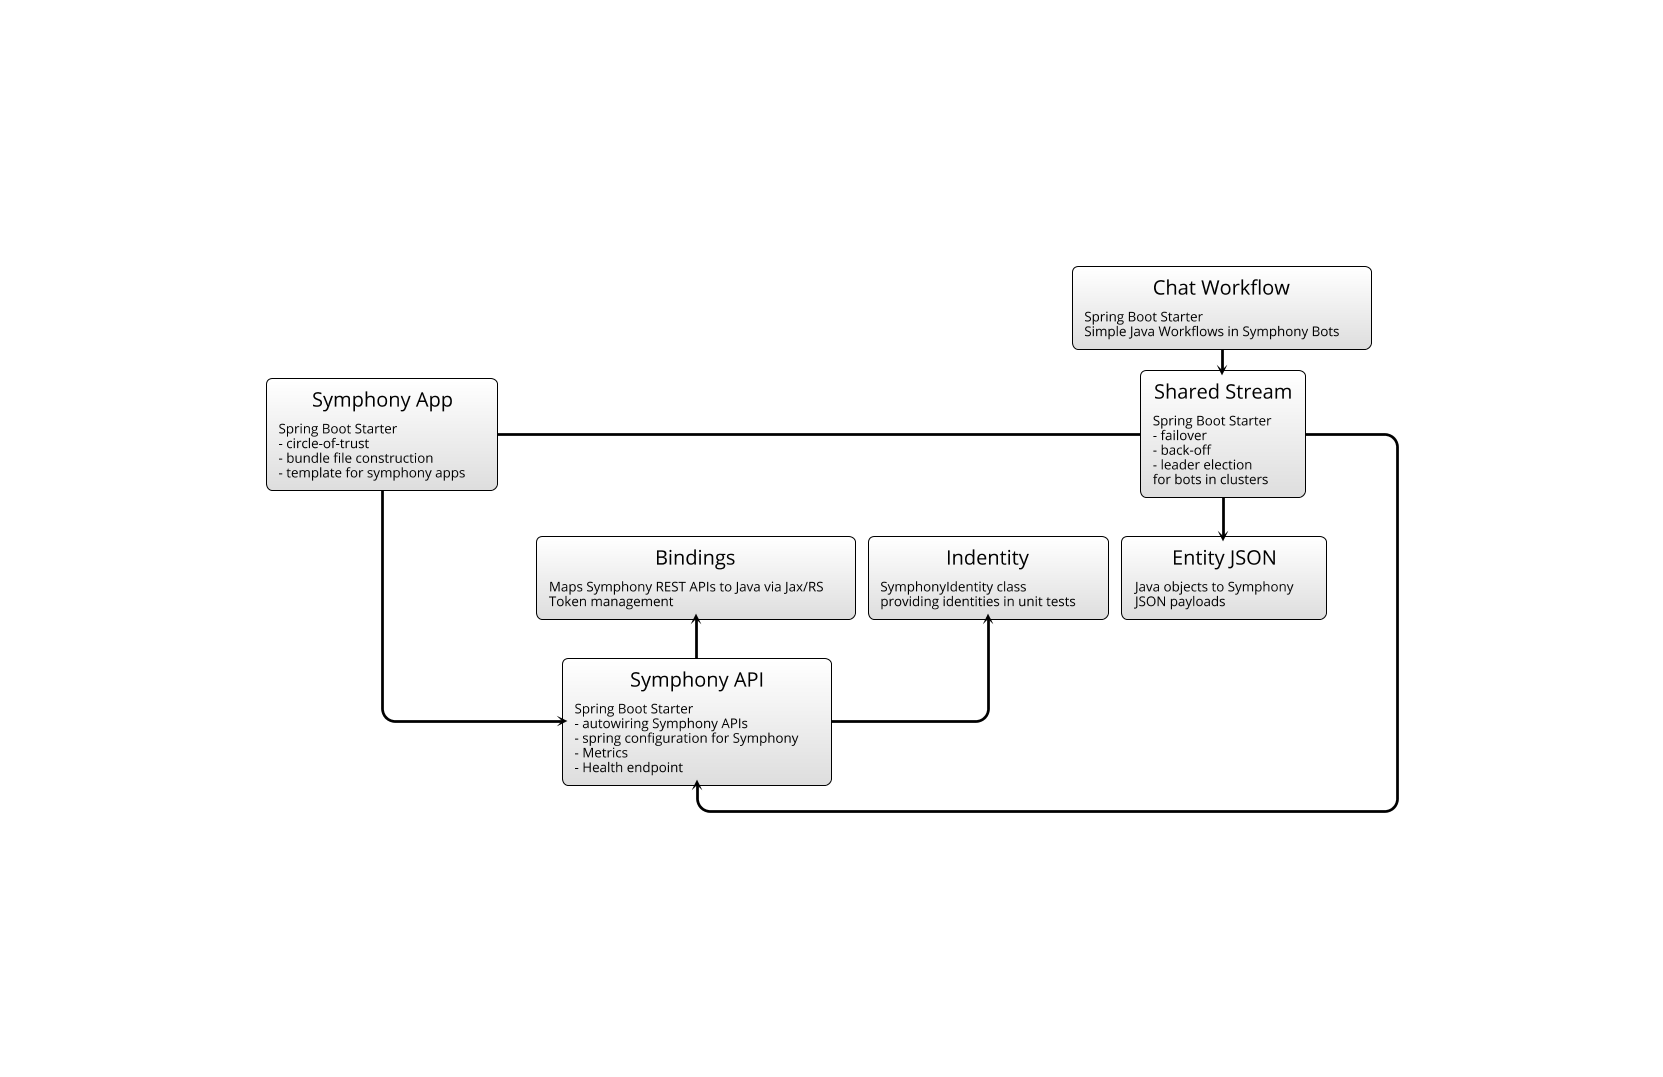 Chat Workflow
Spring Boot Starter
Simple Java Workflows in Symphony Bots
Symphony App
Spring Boot Starter
- circle-of-trust
- bundle file construction
- template for symphony apps
Shared Stream
Spring Boot Starter
- failover
- back-off
- leader election
for bots in clusters
Bindings
Maps Symphony REST APIs to Java via Jax/RS
Token management
Indentity
SymphonyIdentity class
providing identities in unit tests
Entity JSON
Java objects to Symphony
JSON payloads
Symphony API
Spring Boot Starter
- autowiring Symphony APIs
- spring configuration for Symphony
- Metrics
- Health endpoint